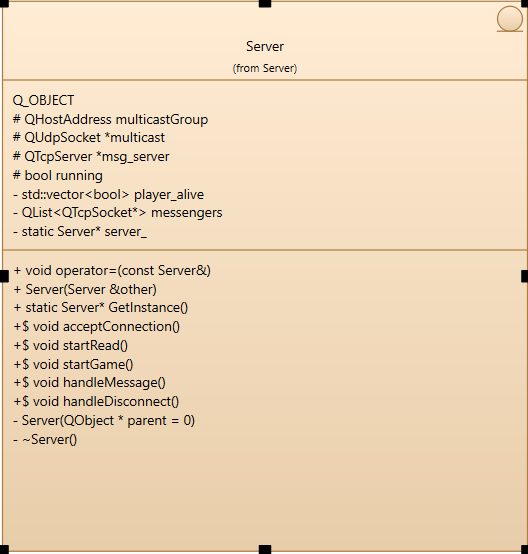 Server
(from Server)
Q_OBJECT
# QHostAddress multicastGroup
# QUdpSocket *multicast
# QTcpServer *msg_server
# bool running
- std::vector<bool> player_alive
- QList<QTcpSocket*> messengers
- static Server* server_
+ void operator=(const Server&)
+ Server(Server &other)
+ static Server* GetInstance()
+$ void acceptConnection()
+$ void startRead()
+$ void startGame()
+$ void handleMessage()
+$ void handleDisconnect()
- Server(QObject * parent = 0)
- ~Server()